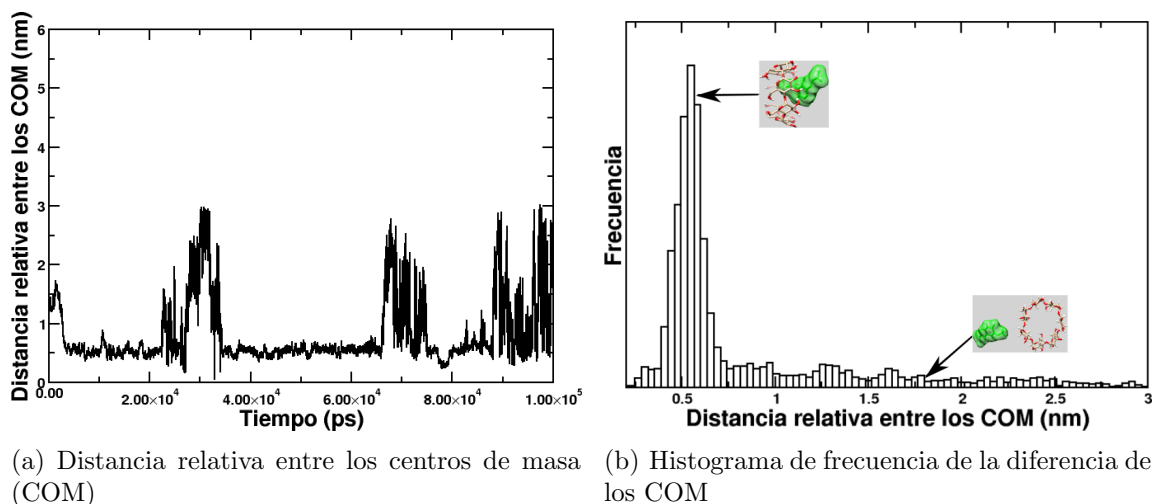 Distancia relativa entre los COM (nm)
6
5
4
3
2
1
0
0.00
2.00×10⁴
4.00×10⁴
6.00×10⁴
8.00×10⁴
1.00×10⁵
Tiempo (ps)
(a) Distancia relativa entre los centros de masa
(COM)
Frecuencia
0.5
1
1.5
2
2.5
3
Distancia relativa entre los COM (nm)
(b) Histograma de frecuencia de la diferencia de
los COM